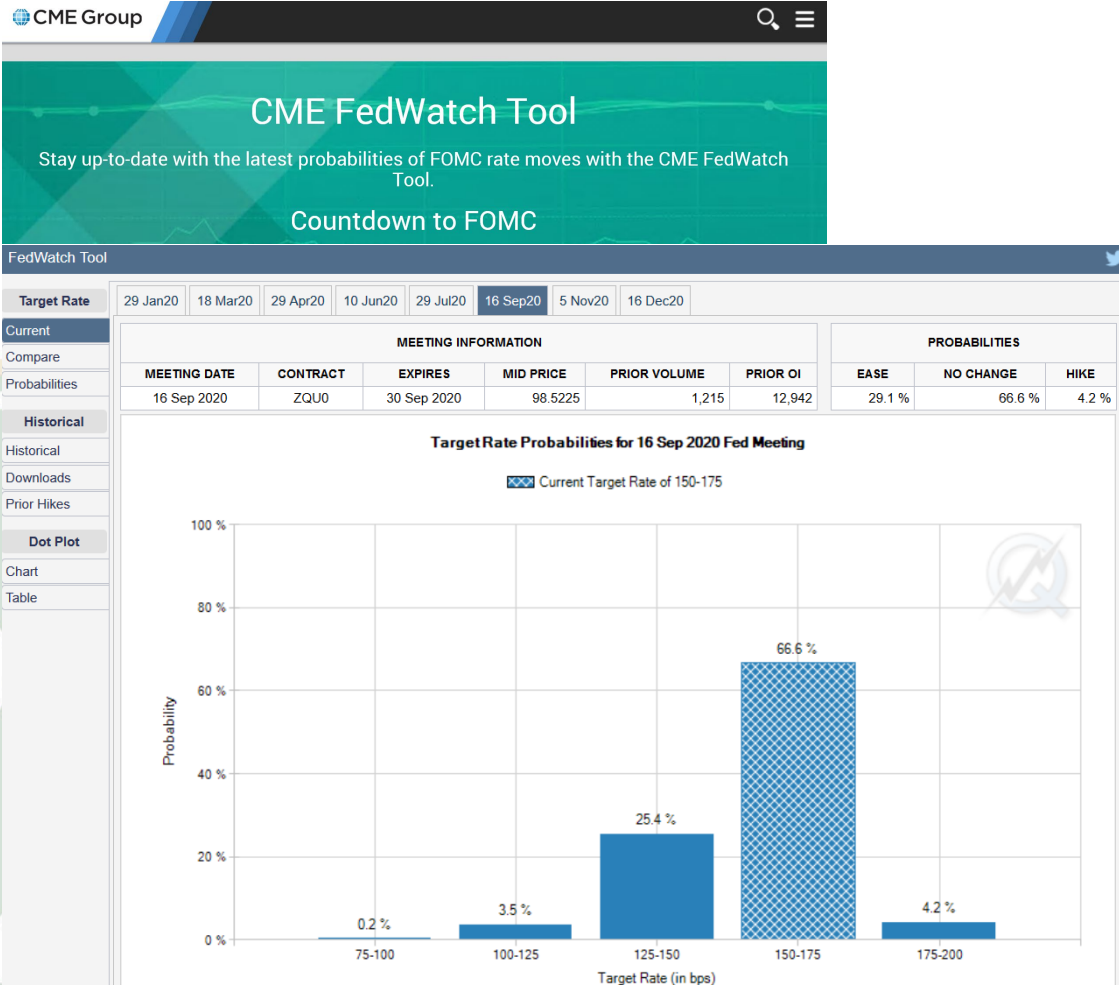 CME Group
CME FedWatch Tool
Stay up-to-date with the latest probabilities of FOMC rate moves with the CME FedWatch
Tool.
Countdown to FOMC
FedWatch Tool
Target Rate
Current
Compare
Probabilities
Historical
Historical
Downloads
Prior Hikes
Dot Plot
Chart
Table
29 Jan20 18 Mar20 29 Apr20 10 Jun20 29 Jul20 16 Sep20 5 Nov20 16 Dec20
MEETING INFORMATION
MEETING DATE CONTRACT EXPIRES MID PRICE PRIOR VOLUME PRIOR OI
16 Sep 2020 ZQU0 30 Sep 2020 98.5225 1,215 12,942
PROBABILITIES
EASE NO CHANGE HIKE
29.1 % 66.6 % 4.2 %
Target Rate Probabilities for 16 Sep 2020 Fed Meeting
Current Target Rate of 150-175
Probability
100 %
80 %
60 %
40 %
20 %
0 %
0.2 %
3.5 %
25.4 %
66.6 %
4.2 %
75-100 100-125 125-150 150-175 175-200
Target Rate (in bps)